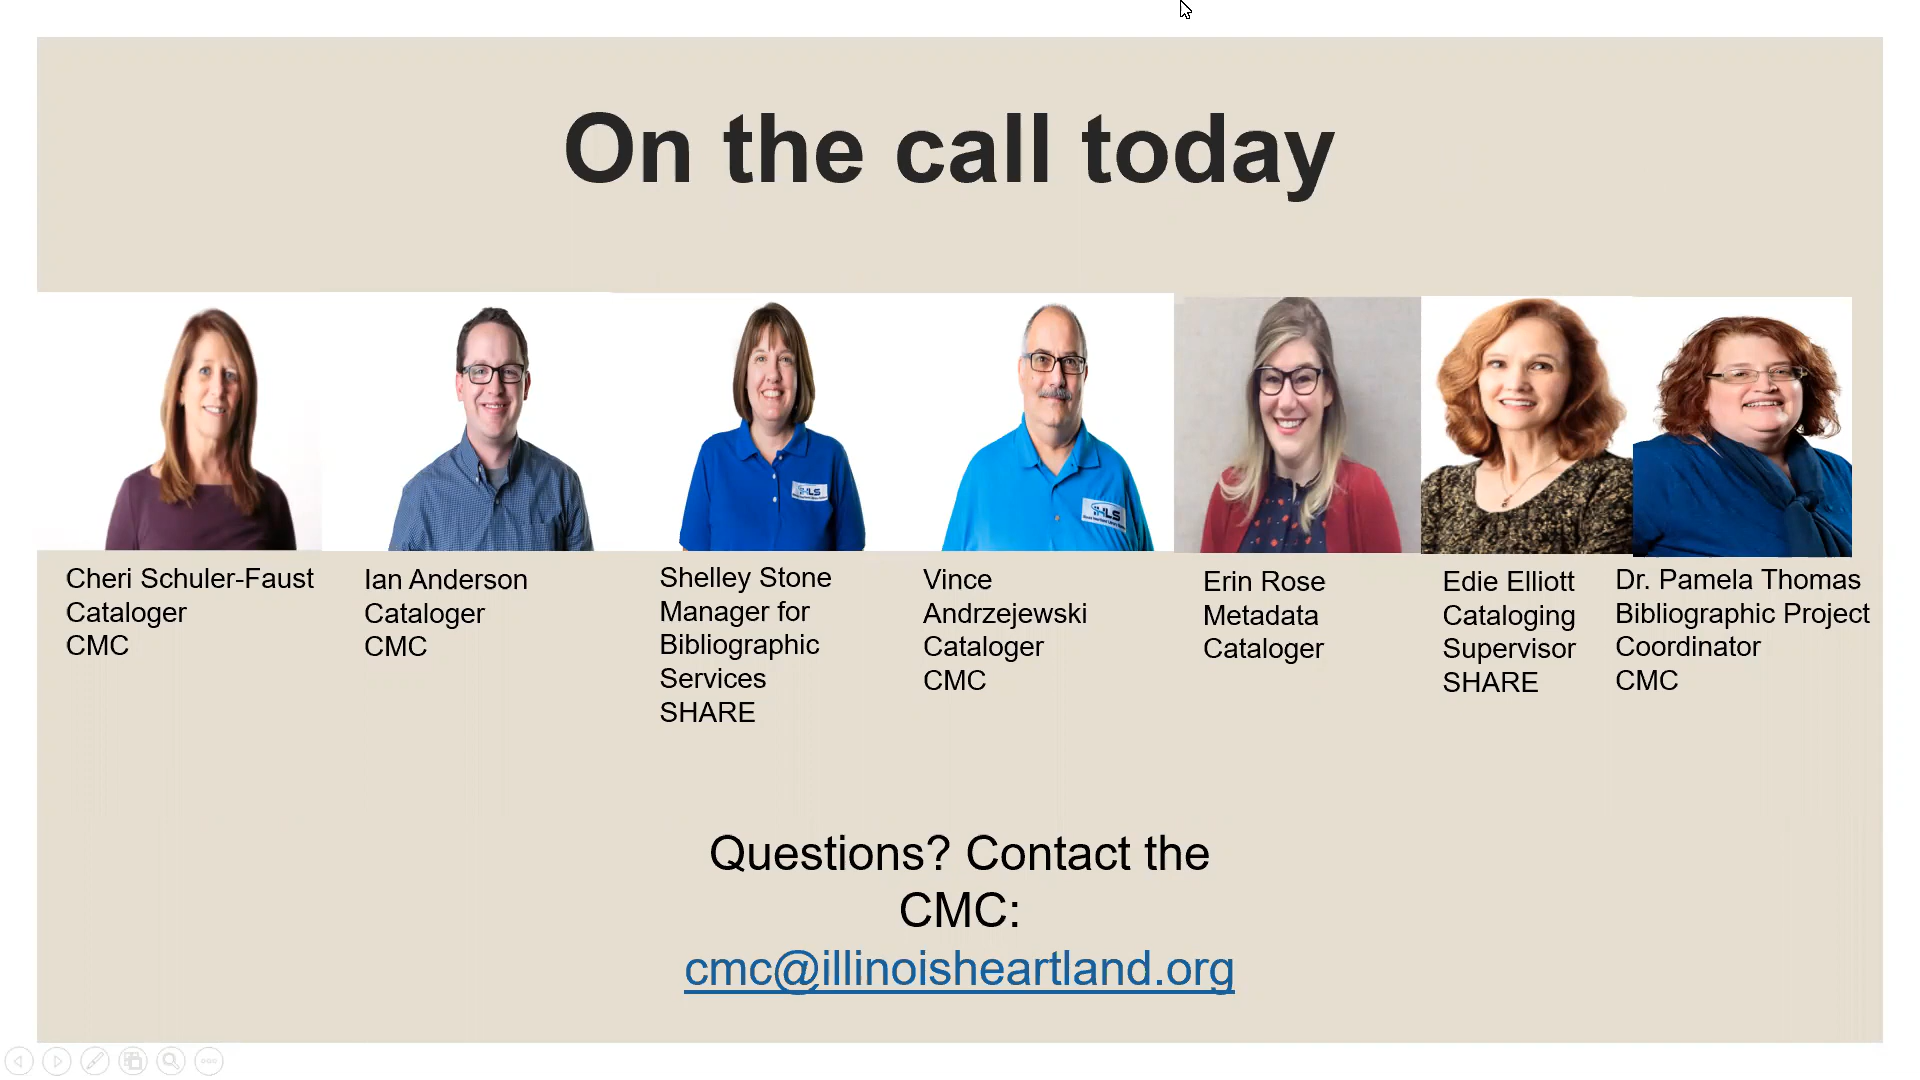 On the call today
iHLS
iHLS
Cheri Schuler-Faust
Cataloger
CMC
Ian Anderson
Cataloger
CMC
Shelley Stone
Manager for
Bibliographic
Services
SHARE
Vince
Andrzejewski
Cataloger
CMC
Erin Rose
Metadata
Cataloger
Edie Elliott
Cataloging
Supervisor
SHARE
Dr. Pamela Thomas
Bibliographic Project
Coordinator
CMC
Questions? Contact the
CMC:
cmc@illinoisheartland.org